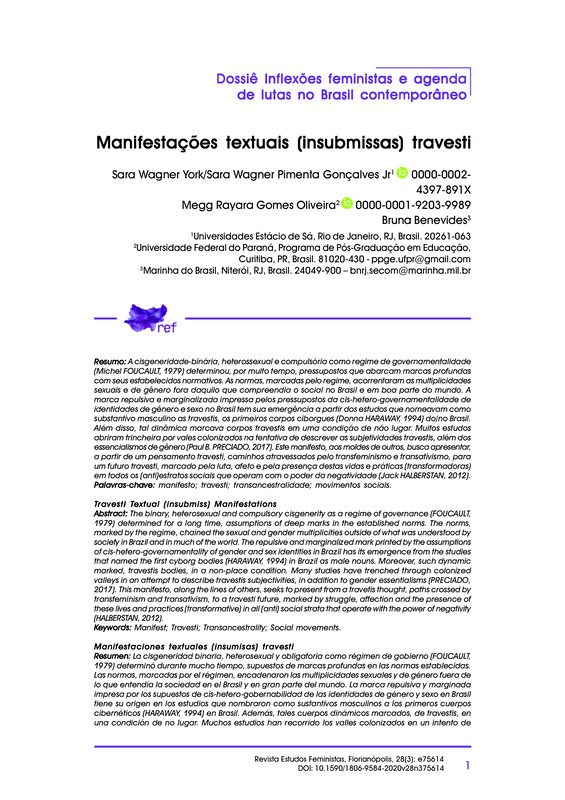 Dossiê Inflexões feministas e agenda
de lutas no Brasil contemporâneo
Manifestações textuais (insubmissas) travesti
Sara Wagner York/Sara Wagner Pimenta Gonçalves Jr¹ iD 0000-0002-
4397-891X
Megg Rayara Gomes Oliveira² iD 0000-0001-9203-9989
Bruna Benevides³
¹Universidades Estácio de Sá, Rio de Janeiro, RJ, Brasil. 20261-063
²Universidade Federal do Paraná, Programa de Pós-Graduação em Educação,
Curitiba, PR, Brasil. 81020-430 - ppge.ufpr@gmail.com
³Marinha do Brasil, Niterói, RJ, Brasil. 24049-900 – bnrj.secom@marinha.mil.br
ref
Resumo: A cisgeneridade-binária, heterossexual e compulsória como regime de governamentalidade
(Michel FOUCAULT, 1979) determinou, por muito tempo, pressupostos que abarcam marcas profundas
com seus estabelecidos normativos. As normas, marcadas pelo regime, acorrentaram as multiplicidades
sexuais e de gênero fora daquilo que compreendia o social no Brasil e em boa parte do mundo. A
marca repulsiva e marginalizada impressa pelos pressupostos da cis-hetero-governamentalidade de
identidades de gênero e sexo no Brasil tem sua emergência a partir dos estudos que nomeavam como
substantivo masculino as travestis, os primeiros corpos ciborgues (Donna HARAWAY, 1994) do/no Brasil.
Além disso, tal dinâmica marcava corpos travestis em uma condição de não lugar. Muitos estudos
abriram trincheira por vales colonizados na tentativa de descrever as subjetividades travestis, além dos
essencialismos de gênero (Paul B. PRECIADO, 2017). Este manifesto, aos moldes de outros, busca apresentar,
a partir de um pensamento travesti, caminhos atravessados pelo transfeminismo e transativismo, para
um futuro travesti, marcado pela luta, afeto e pela presença destas vidas e práticas (transformadoras)
em todos os (anti)estratos sociais que operam com o poder da negatividade (Jack HALBERSTAN, 2012).
Palavras-chave: manifesto; travesti; transancestralidade; movimentos sociais.
Travesti Textual (Insubmiss) Manifestations
Abstract: The binary, heterosexual and compulsory cisgenerity as a regime of governance (FOUCAULT,
1979) determined for a long time, assumptions of deep marks in the established norms. The norms,
marked by the regime, chained the sexual and gender multiplicities outside of what was understood by
society in Brazil and in much of the world. The repulsive and marginalized mark printed by the assumptions
of cis-hetero-governmentality of gender and sex identities in Brazil has its emergence from the studies
that named the first cyborg bodies (HARAWAY, 1994) in Brazil as male nouns. Moreover, such dynamic
marked, travestis bodies, in a non-place condition. Many studies have trenched through colonized
valleys in an attempt to describe travestis subjectivities, in addition to gender essentialisms (PRECIADO,
2017). This manifesto, along the lines of others, seeks to present from a travetis thought, paths crossed by
transfeminism and transativism, to a travesti future, marked by struggle, affection and the presence of
these lives and practices (transformative) in all (anti) social strata that operate with the power of negativity
(HALBERSTAN, 2012).
Keywords: Manifest; Travesti; Transancestrality; Social movements.
Manifestaciones textuales (insumisas) travesti
Resumen: La cisgeneridad binaria, heterosexual y obligatoria como régimen de gobierno (FOUCAULT,
1979) determinó durante mucho tiempo, supuestos de marcas profundas en las normas establecidas.
Las normas, marcadas por el régimen, encadenaron las multiplicidades sexuales y de género fuera de
lo que entendía la sociedad en el Brasil y en gran parte del mundo. La marca repulsiva y marginalizada
impresa por los supuestos de cis-hetero-gobernabilidad de las identidades de género y sexo en Brasil
tiene su origen en los estudios que nombraron como sustantivos masculinos a los primeros cuerpos
cibernéticos (HARAWAY, 1994) en Brasil. Además, tales cuerpos dinámicos marcados, de travestis, en
una condición de no lugar. Muchos estudios han recorrido los valles colonizados en un intento de
Revista Estudos Feministas, Florianópolis, 28(3): e75614
DOI: 10.1590/1806-9584-2020v28n375614
1